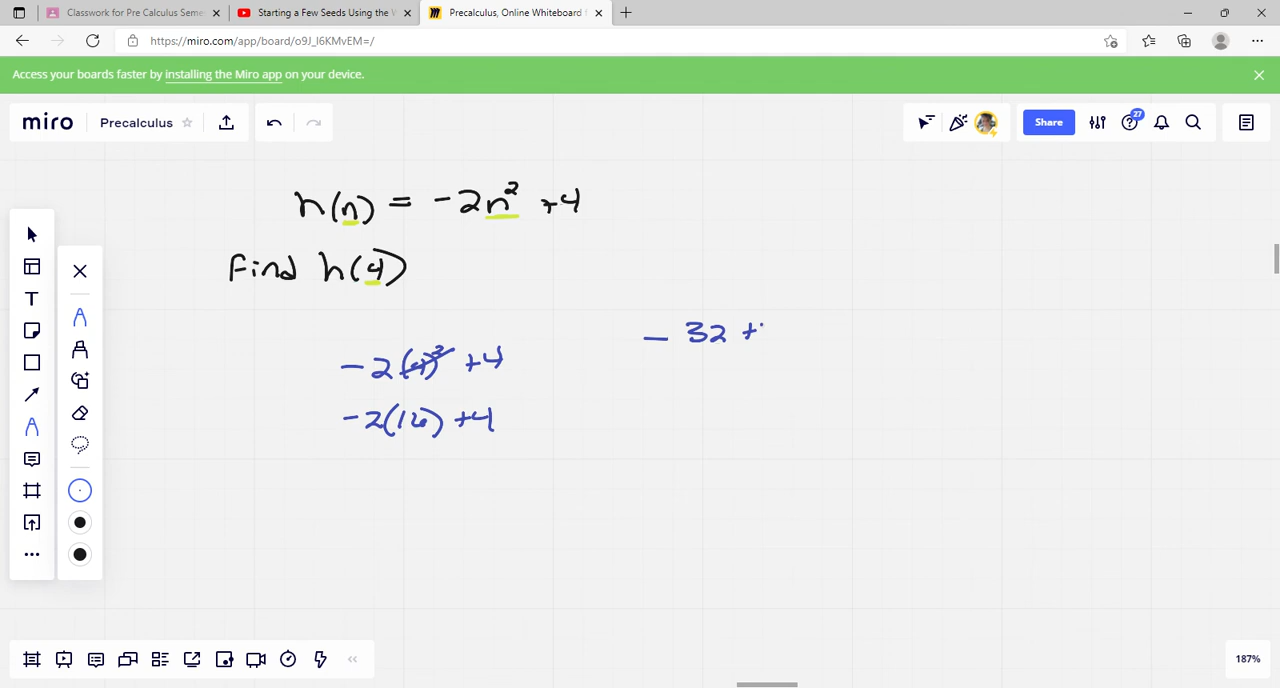 Classwork for Pre Calculus Seme
Starting a Few Seeds Using the W
Precalculus, Online Whiteboard f
https://miro.com/app/board/o9J_l6KMvEM=/
Access your boards faster by installing the Miro app on your device.
miro Precalculus
Share
27
h(n) = -2n² +4
Find h(4)
- 32 +
-2(4)² +4
-2(16) +4
T
187%